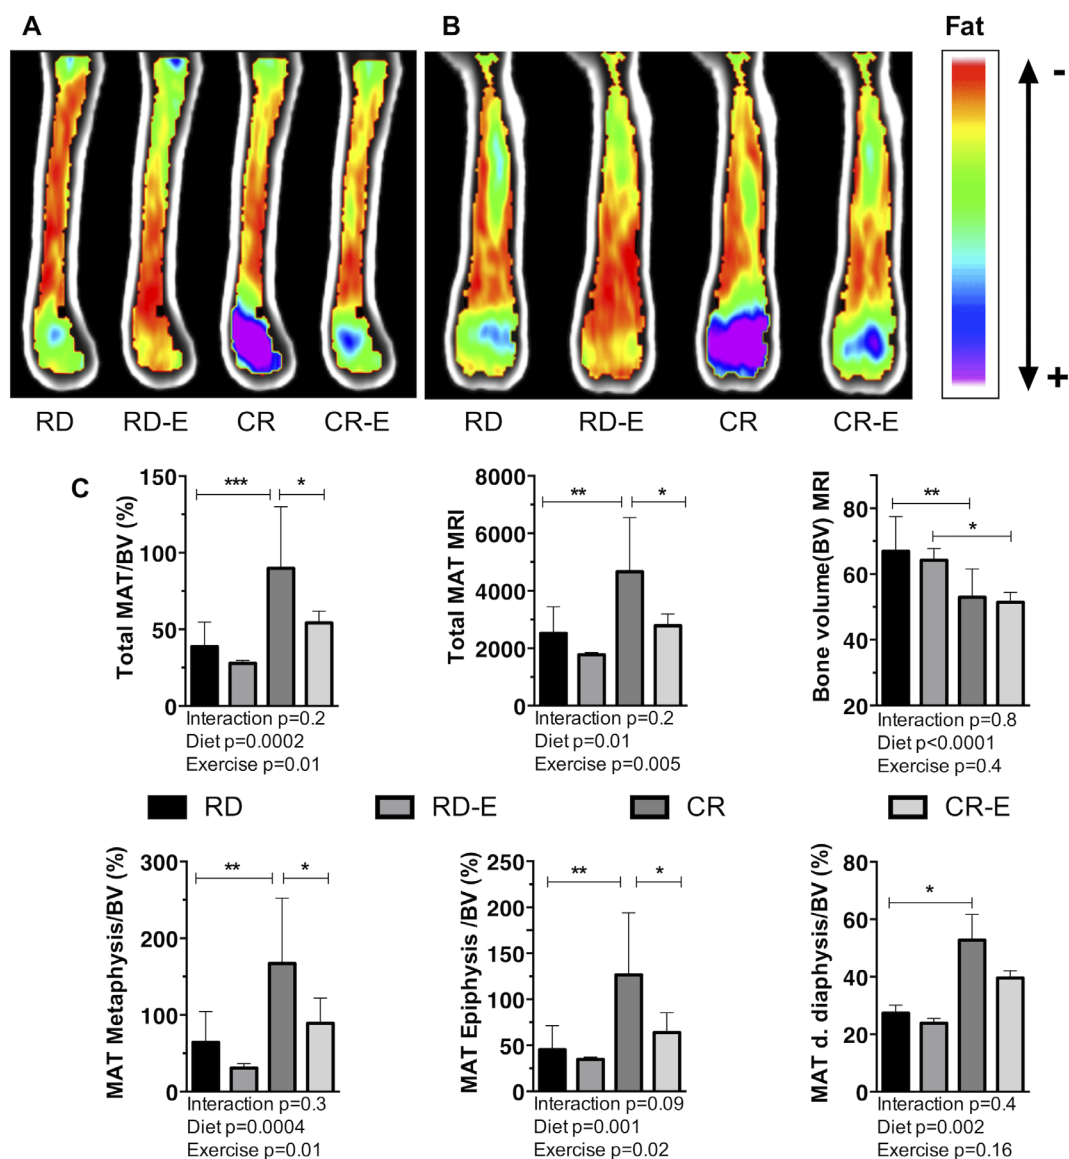 A
B
Fat
-
+
RD RD-E CR CR-E
RD RD-E CR CR-E
C
Total MAT/BV (%)
150
100
50
0
***
*
Interaction p=0.2
Diet p=0.0002
Exercise p=0.01
Total MAT MRI
8000
6000
4000
2000
0
**
*
Interaction p=0.2
Diet p=0.01
Exercise p=0.005
Bone volume(BV) MRI
80
60
40
20
**
*
Interaction p=0.8
Diet p<0.0001
Exercise p=0.4
RD RD-E CR CR-E
MAT Metaphysis/BV (%)
300
200
100
0
**
*
Interaction p=0.3
Diet p=0.0004
Exercise p=0.01
MAT Epiphysis /BV (%)
250
200
150
100
50
0
**
*
Interaction p=0.09
Diet p=0.001
Exercise p=0.02
MAT d. diaphysis/BV (%)
80
60
40
20
0
*
Interaction p=0.4
Diet p=0.002
Exercise p=0.16